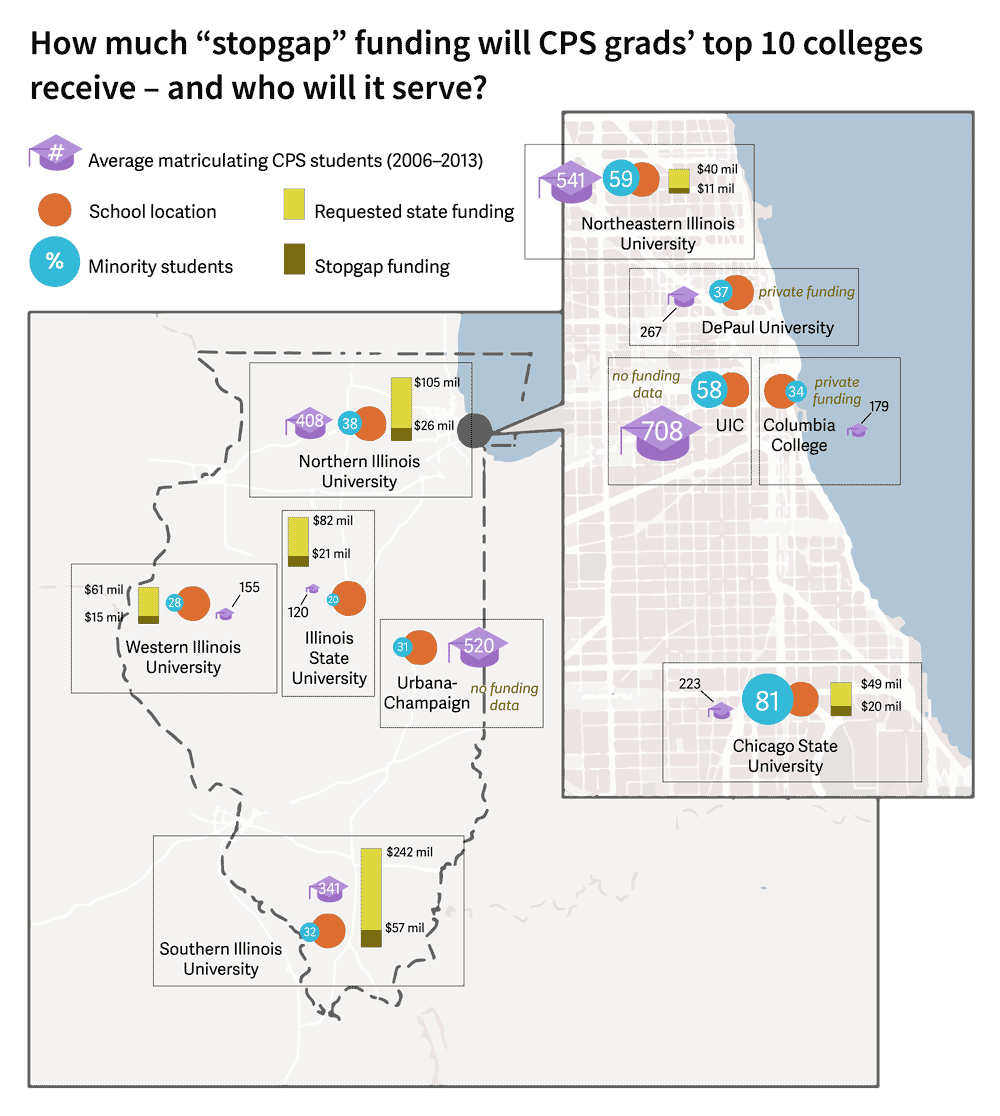 How much “stopgap” funding will CPS grads’ top 10 colleges
receive – and who will it serve?
#
Average matriculating CPS students (2006–2013)
School location
Requested state funding
%
Minority students
Stopgap funding
541
59
$40 mil
$11 mil
Northeastern Illinois
University
37
private funding
267
DePaul University
no funding
data
58
708
UIC
34
private
funding
179
Columbia
College
408
38
$105 mil
$26 mil
Northern Illinois
University
$82 mil
$21 mil
120
20
Illinois
State
University
$61 mil
$15 mil
28
155
Western Illinois
University
31
520
Urbana-
Champaign
no funding
data
223
81
$49 mil
$20 mil
Chicago State
University
341
32
$242 mil
$57 mil
Southern Illinois
University